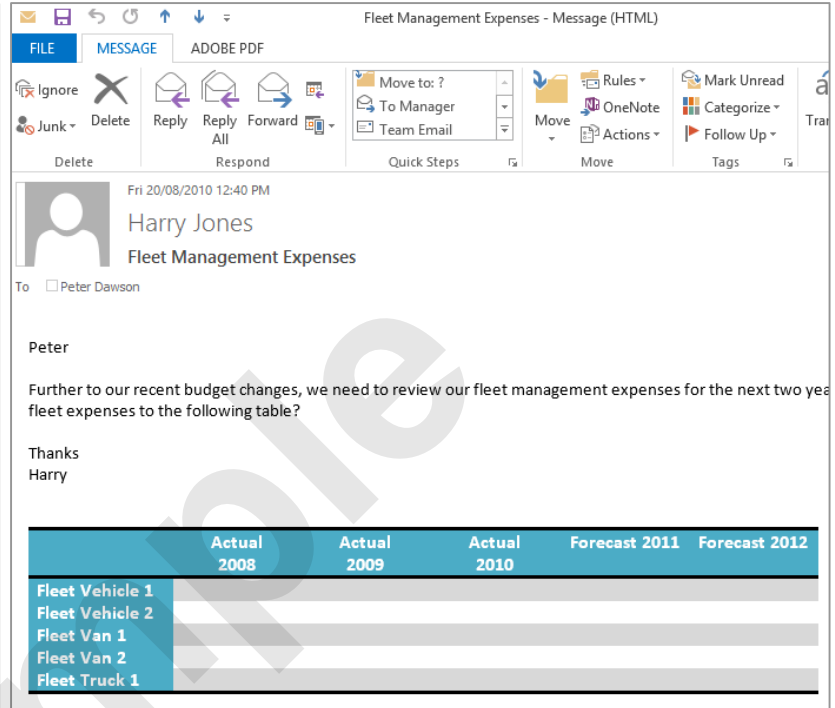 Fleet Management Expenses - Message (HTML)
FILE MESSAGE ADOBE PDF
Ignore
Junk
Delete
Delete
Reply
Reply All
Forward
Respond
Move to: ?
To Manager
Team Email
Quick Steps
Move
Rules
OneNote
Actions
Move
Mark Unread
Categorize
Follow Up
Tags
Fri 20/08/2010 12:40 PM
Harry Jones
Fleet Management Expenses
To Peter Dawson
Peter
Further to our recent budget changes, we need to review our fleet management expenses for the next two
fleet expenses to the following table?
Thanks
Harry
Actual 2008 Actual 2009 Actual 2010 Forecast 2011 Forecast 2012
Fleet Vehicle 1
Fleet Vehicle 2
Fleet Van 1
Fleet Van 2
Fleet Truck 1